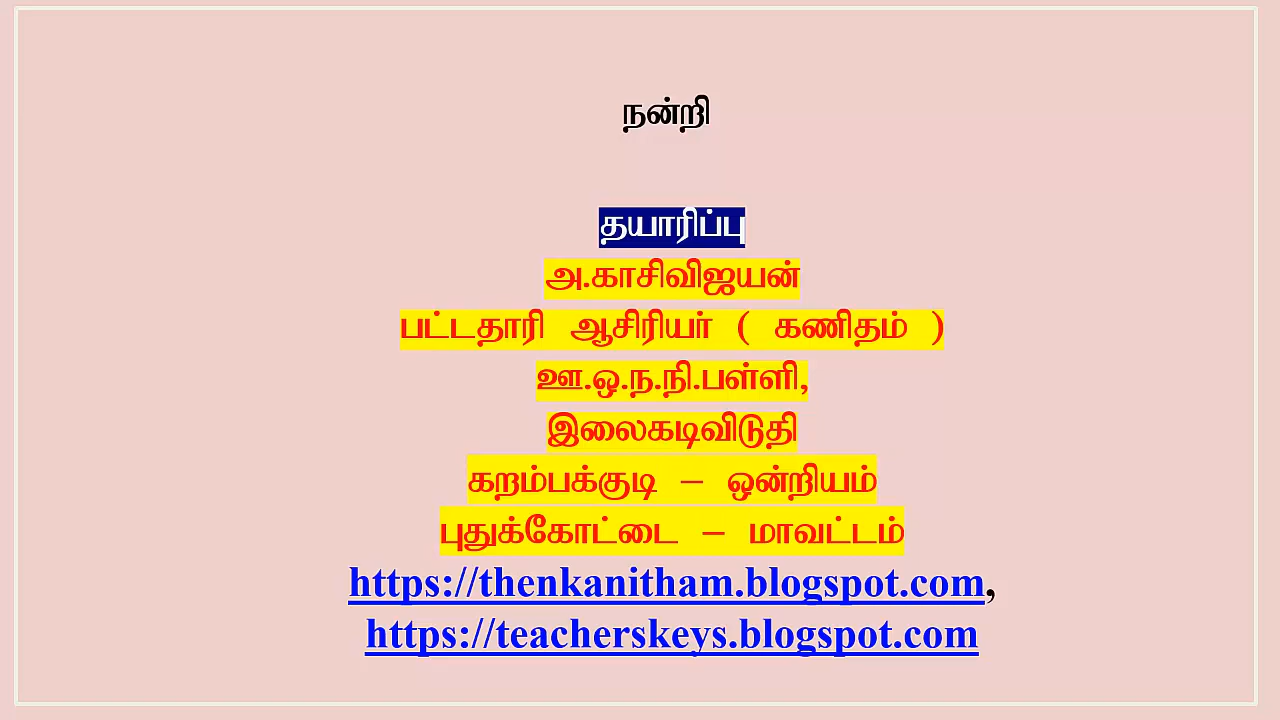 நன்றி
தயாரிப்பு
அ.காசிவிஜயன்
பட்டதாரி ஆசிரியர் ( கணிதம் )
ஊ.ஒ.ந.நி.பள்ளி,
இலைகடிவிடுதி
கறம்பக்குடி – ஒன்றியம்
புதுக்கோட்டை – மாவட்டம்
https://thenkanitham.blogspot.com,
https://teacherskeys.blogspot.com